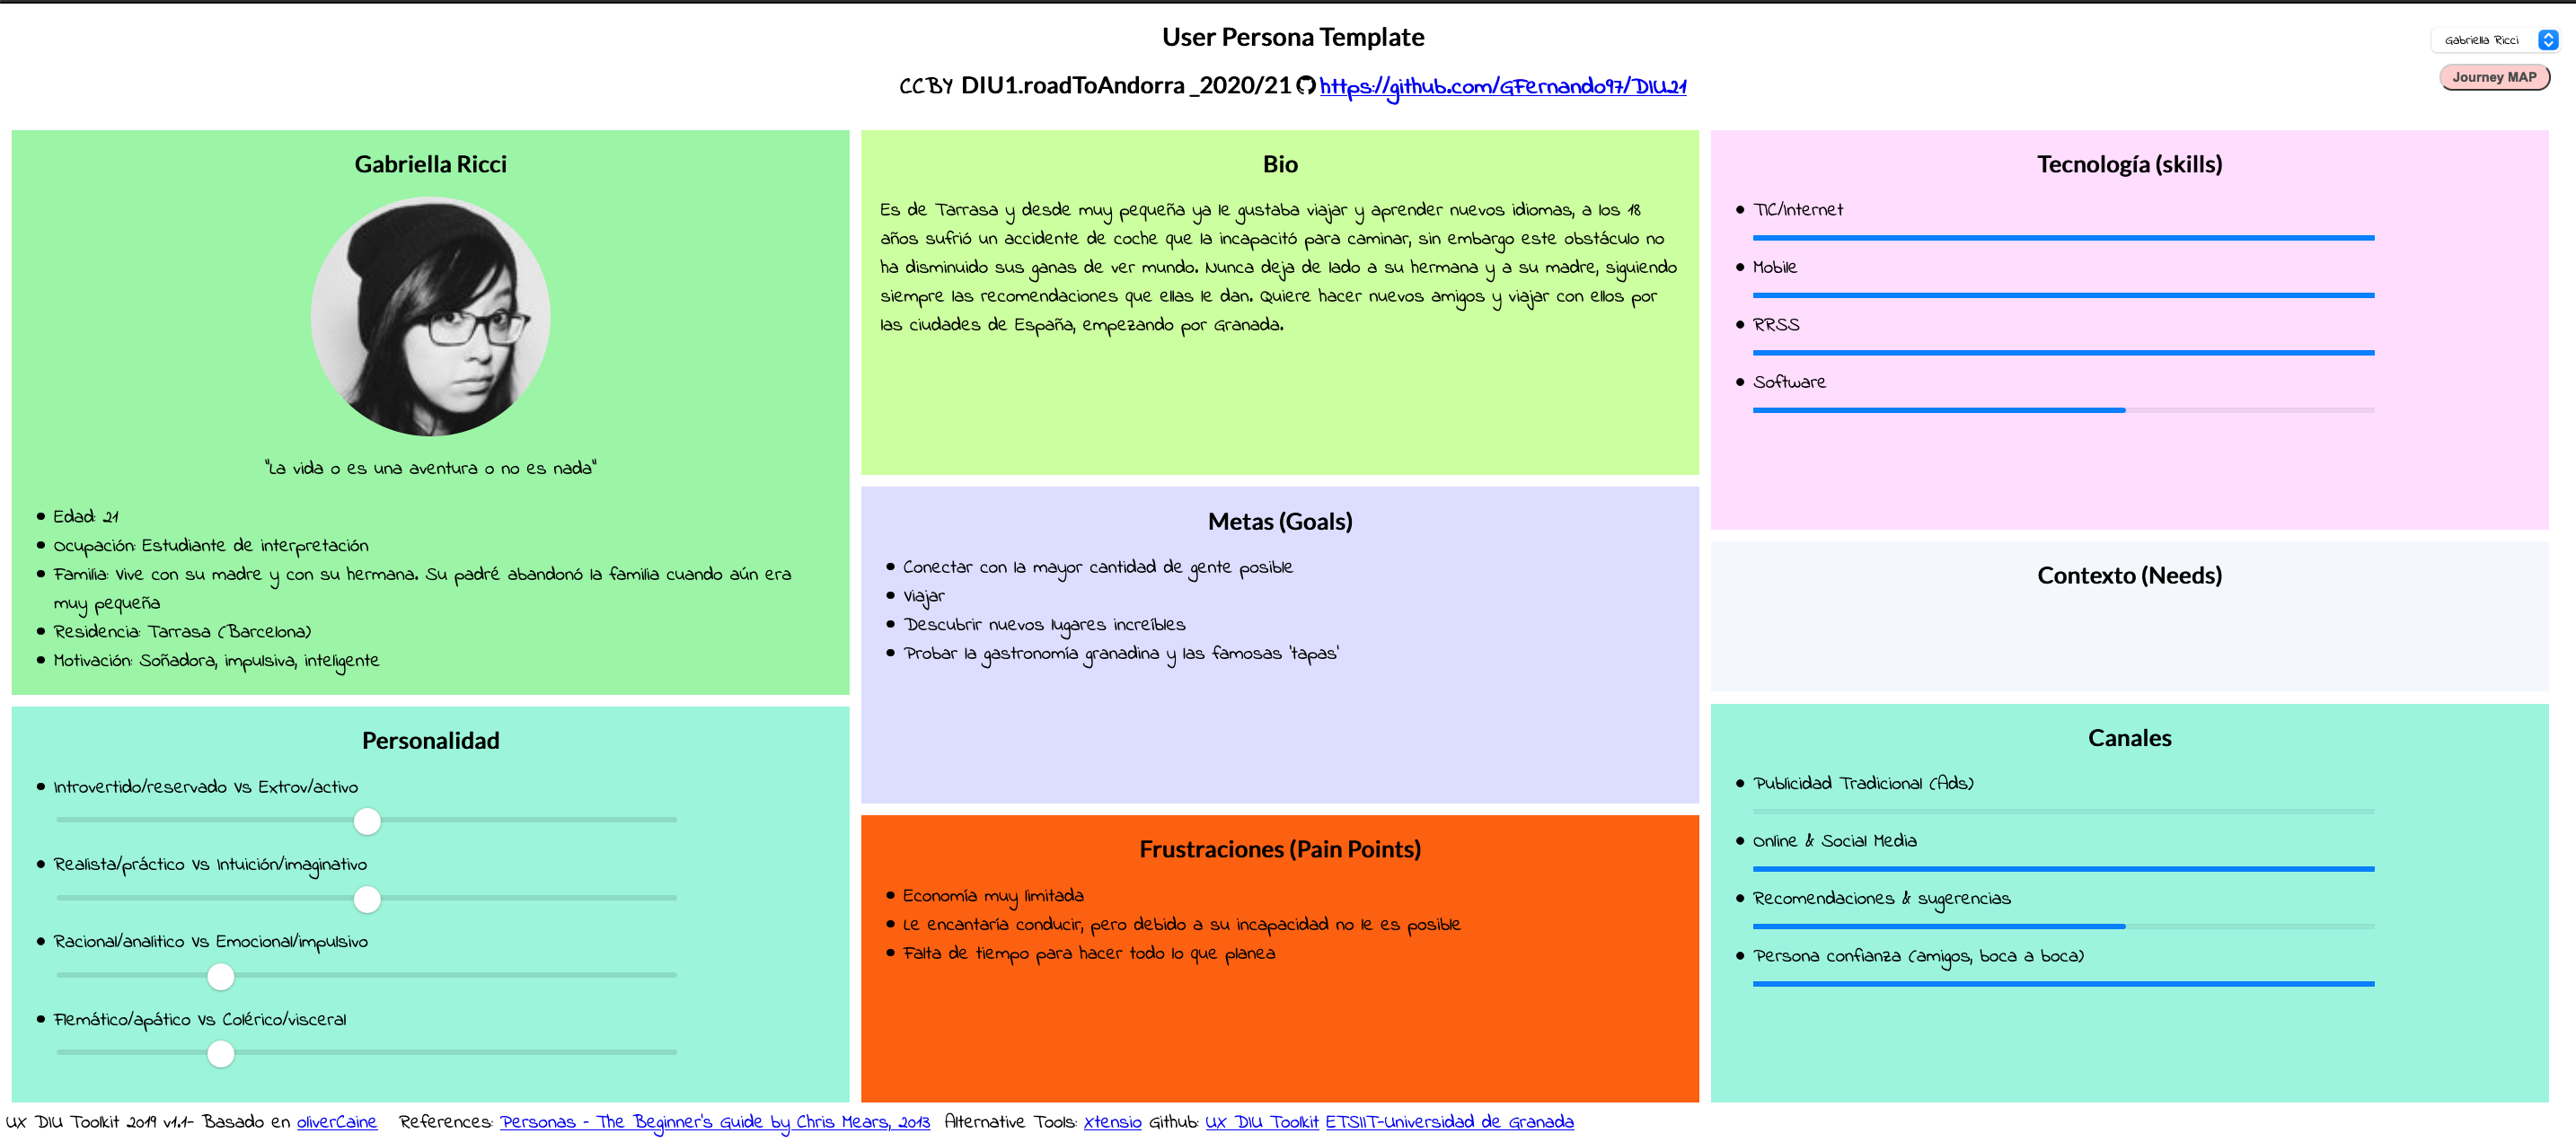 User Persona Template
Gabriella Ricci
CCBY DIU1.roadToAndorra _2020/21 https://github.com/GFernando97/DIU21
Journey MAP
Gabriella Ricci
"La vida o es una aventura o no es nada"
Edad: 21
Ocupación: Estudiante de interpretación
Familia: Vive con su madre y con su hermana. Su padré abandonó la familia cuando aún era
muy pequeña
Residencia: Tarrasa (Barcelona)
Motivación: Soñadora, impulsiva, inteligente
Personalidad
Introvertido/reservado Vs Extrov/activo
Realista/práctico Vs Intuición/imaginativo
Racional/analitico Vs Emocional/impulsivo
Flemático/apático Vs Colérico/visceral
Bio
Es de Tarrasa y desde muy pequeña ya le gustaba viajar y aprender nuevos idiomas, a los 18
años sufrió un accidente de coche que la incapacitó para caminar, sin embargo este obstáculo no
ha disminuido sus ganas de ver mundo. Nunca deja de lado a su hermana y a su madre, siguiendo
siempre las recomendaciones que ellas le dan. Quiere hacer nuevos amigos y viajar con ellos por
las ciudades de España, empezando por Granada.
Metas (Goals)
Conectar con la mayor cantidad de gente posible
Viajar
Descubrir nuevos lugares increíbles
Probar la gastronomía granadina y las famosas 'tapas'
Frustraciones (Pain Points)
Economía muy limitada
Le encantaría conducir, pero debido a su incapacidad no le es posible
Falta de tiempo para hacer todo lo que planea
Tecnología (skills)
TIC/Internet
Mobile
RRSS
Software
Contexto (Needs)
Canales
Publicidad Tradicional (Ads)
Online & Social Media
Recomendaciones & sugerencias
Persona confianza (amigos, boca a boca)
UX DIU Toolkit 2019 v1.1- Basado en oliverCaine References: Personas - The Beginner's Guide by Chris Mears, 2013 Alternative Tools: Xtensio Github: UX DIU Toolkit ETSIIT-Universidad de Granada